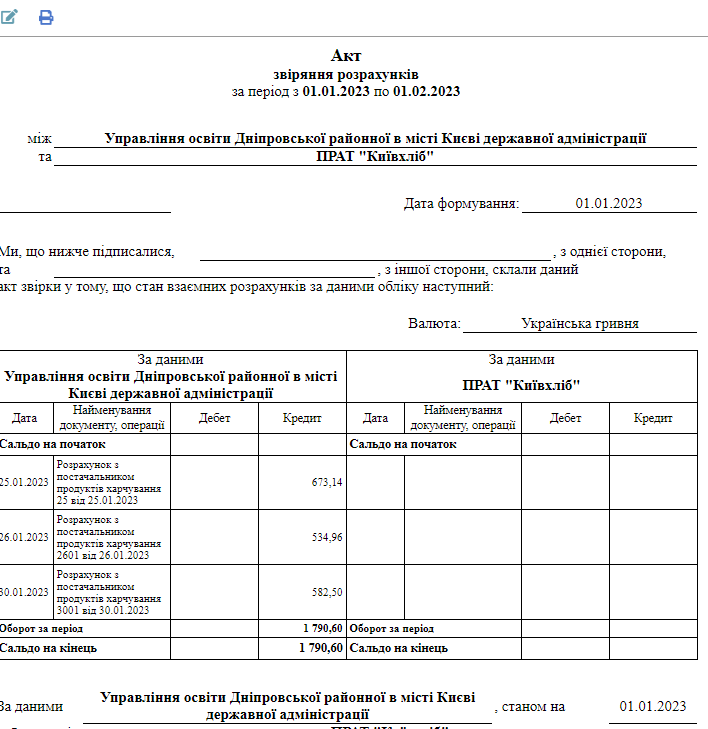 Акт
звіряння розрахунків
за період з 01.01.2023 по 01.02.2023
між Управління освіти Дніпровської районної в місті Києві державної адміністрації
та ПРАТ "Київхліб"
Дата формування: 01.01.2023
Ми, що нижче підписалися, , з однієї сторони,
та , з іншої сторони, склали даний
акт звірки у тому, що стан взаємних розрахунків за даними обліку наступний:
Валюта: Українська гривня
За даними
Управління освіти Дніпровської районної в місті
Києві державної адміністрації
За даними
ПРАТ "Київхліб"
Дата Найменування документу, операції Дебет Кредит Дата Найменування документу, операції Дебет Кредит
Сальдо на початок Сальдо на початок
25.01.2023 Розрахунок з
постачальником
продуктів харчування
25 від 25.01.2023
673,14
26.01.2023 Розрахунок з
постачальником
продуктів харчування
2601 від 26.01.2023
534,96
30.01.2023 Розрахунок з
постачальником
продуктів харчування
3001 від 30.01.2023
582,50
Оборот за період 1 790,60 Оборот за період
Сальдо на кінець 1 790,60 Сальдо на кінець
За даними Управління освіти Дніпровської районної в місті Києві
державної адміністрації , станом на 01.01.2023